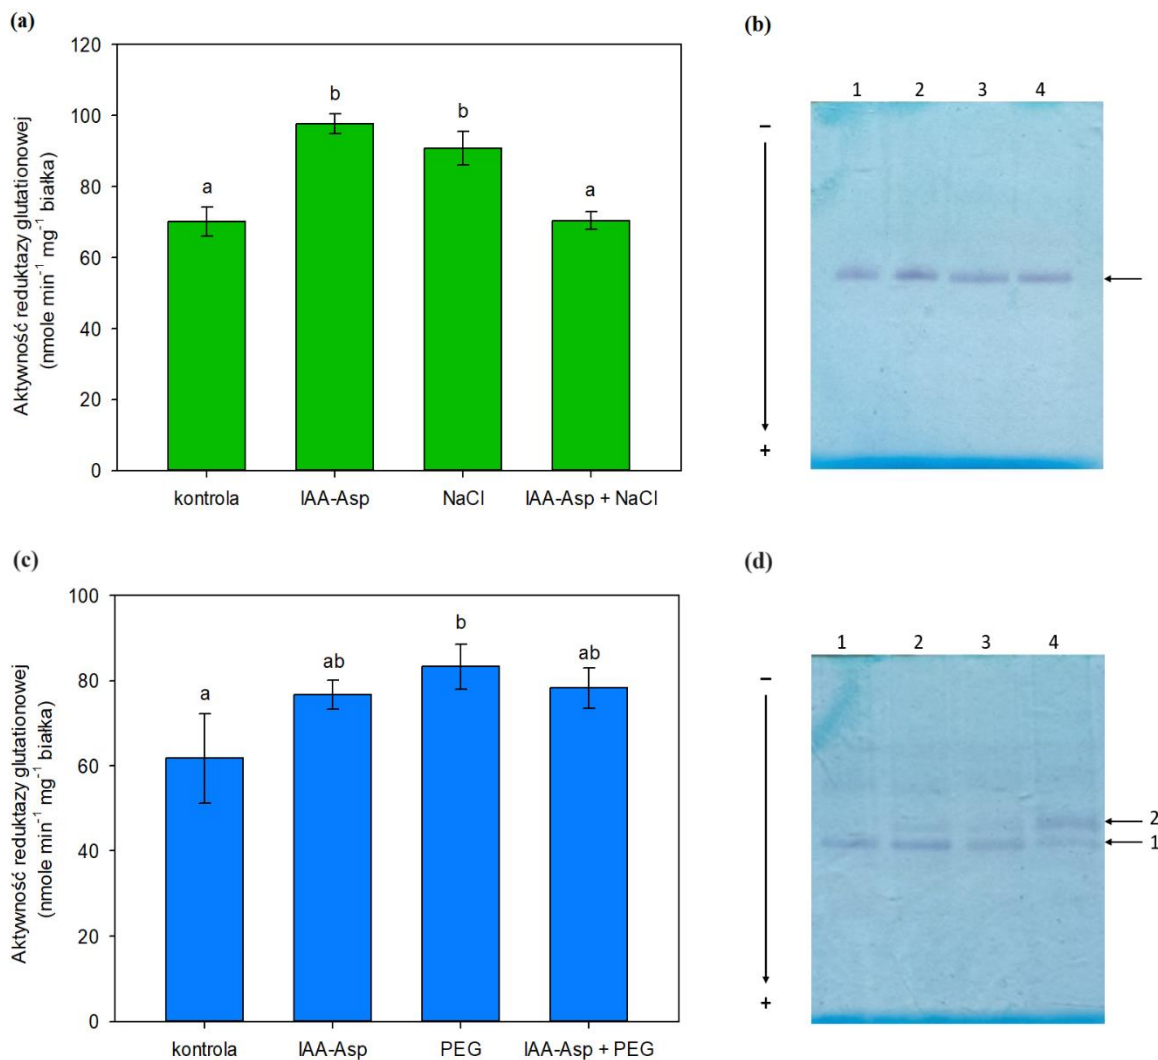 (a)
Aktywność reduktazy glutationowej
(nmole min⁻¹ mg⁻¹ białka)
120
100
80
60
40
20
0
a
b
b
a
kontrola
IAA-Asp
NaCl
IAA-Asp + NaCl
(b)
1 2 3 4
–
+
(c)
Aktywność reduktazy glutationowej
(nmole min⁻¹ mg⁻¹ białka)
100
80
60
40
20
0
a
ab
b
ab
kontrola
IAA-Asp
PEG
IAA-Asp + PEG
(d)
1 2 3 4
–
2
1
+